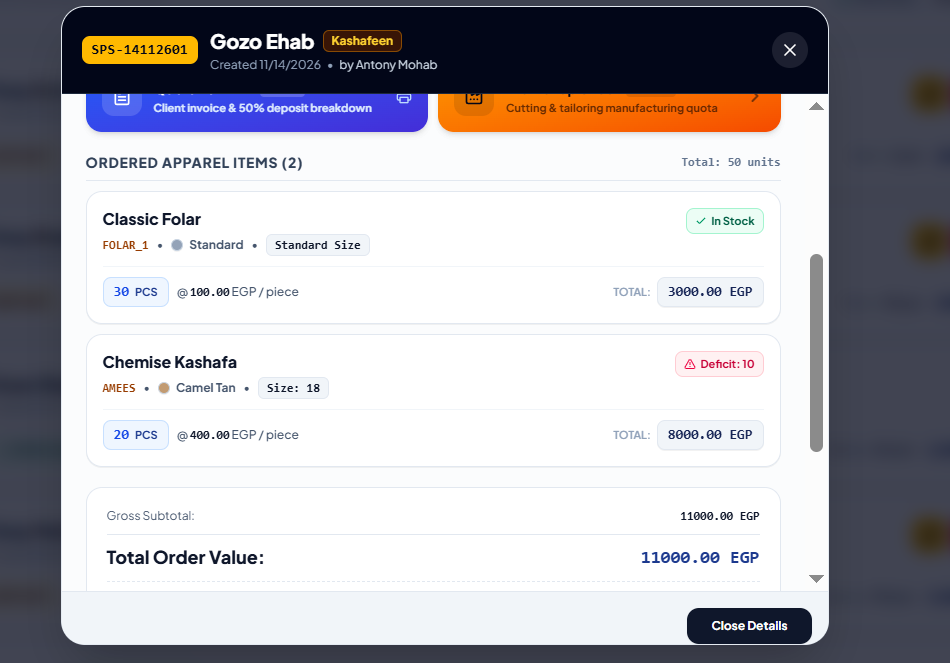 SPS-14112601
Gozo Ehab Kashafeen
Created 11/14/2026 • by Antony Mohab
Client invoice & 50% deposit breakdown
Cutting & tailoring manufacturing quota
ORDERED APPAREL ITEMS (2)
Total: 50 units
Classic Folar
In Stock
FOLAR_1 • Standard • Standard Size
30 PCS @100.00 EGP / piece
TOTAL: 3000.00 EGP
Chemise Kashafa
Deficit: 10
AMEES • Camel Tan • Size: 18
20 PCS @400.00 EGP / piece
TOTAL: 8000.00 EGP
Gross Subtotal: 11000.00 EGP
Total Order Value: 11000.00 EGP
Close Details